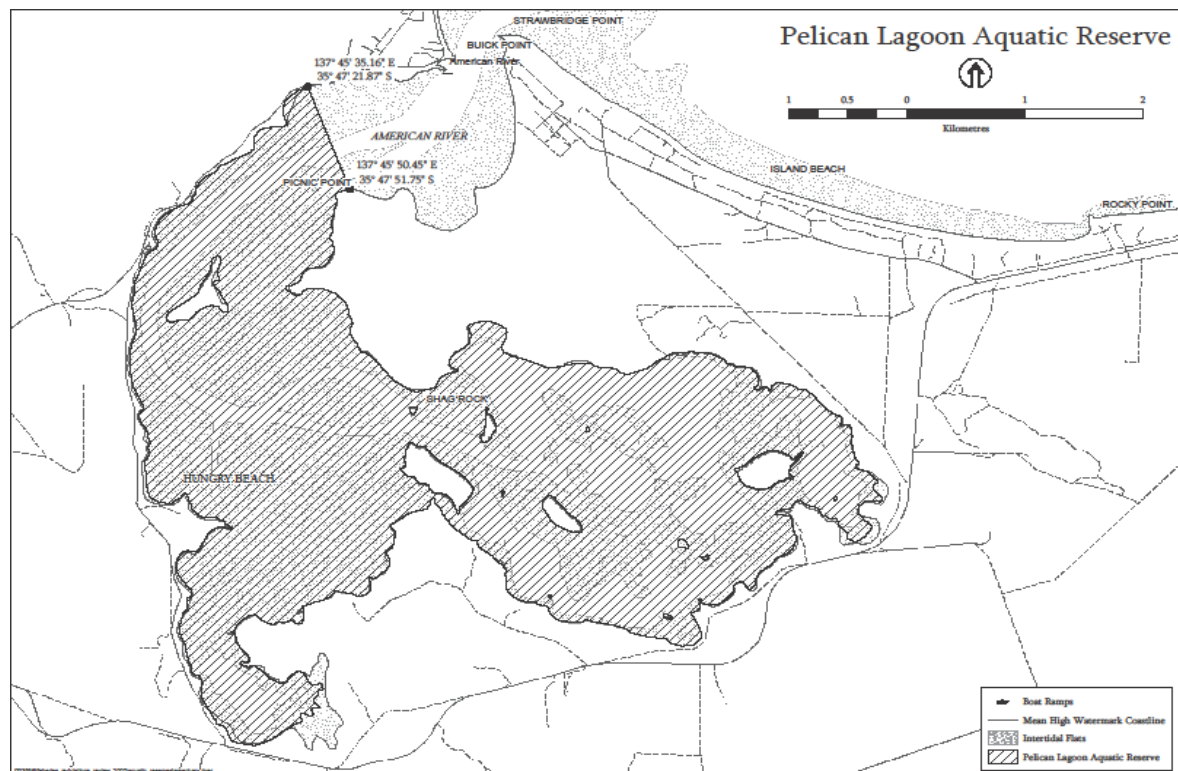 STRAWBRIDGE POINT
Pelican Lagoon Aquatic Reserve
BUICK POINT
American River
137° 45' 35.16" E
35° 47' 21.87" S
1 0.5 0 1 2
Kilometres
AMERICAN RIVER
137° 45' 50.45" E
35° 47' 51.75" S
PICNIC POINT
ISLAND BEACH
ROCKY POINT
SHAG ROCK
HUNGRY BEACH
Boat Ramps
Mean High Watermark Coastline
Intertidal Flats
Pelican Lagoon Aquatic Reserve